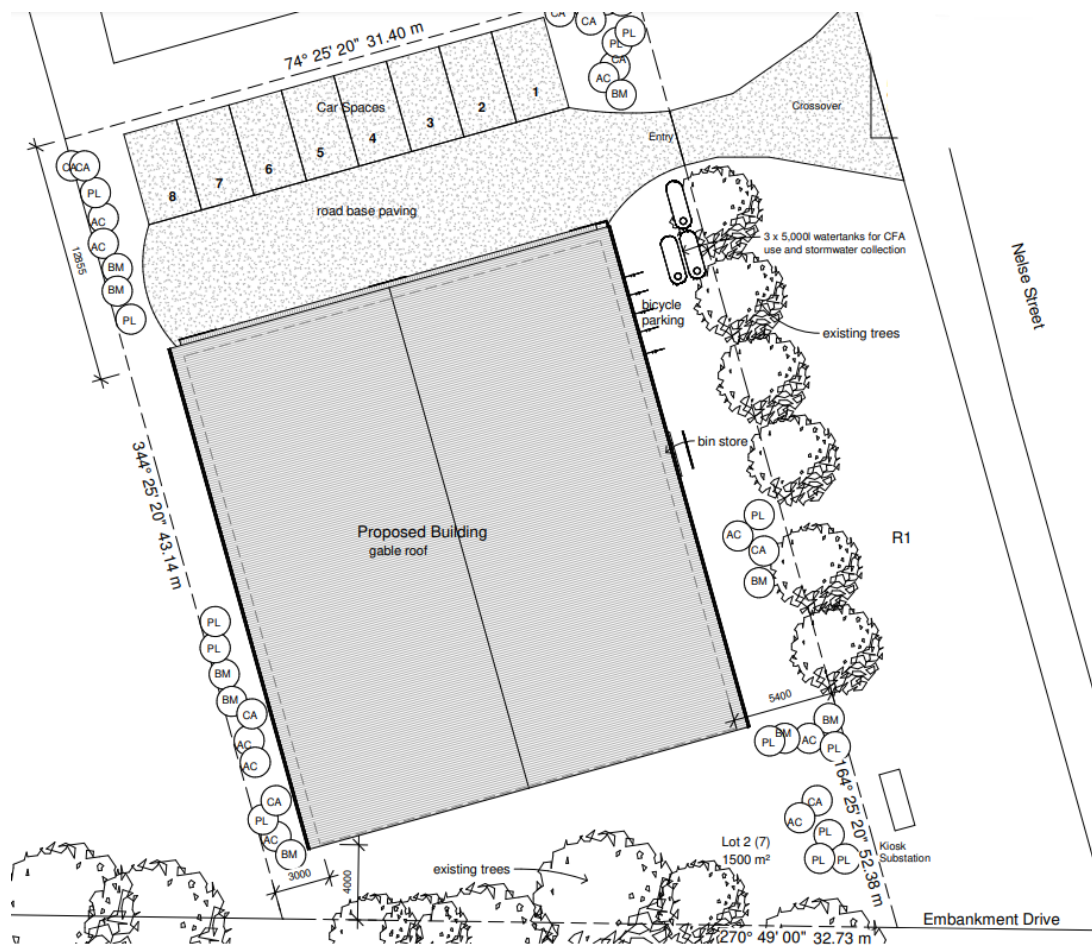 CA
CA
PL
PL
CA
AC
BM
74° 25' 20" 31.40 m
Car Spaces
1
2
3
4
5
6
7
8
Crossover
Entry
road base paving
CA
CA
PL
AC
AC
BM
BM
PL
12855
3 x 5,000l watertanks for CFA
use and stormwater collection
Nelse Street
bicycle
parking
existing trees
bin store
344° 25' 20" 43.14 m
Proposed Building
gable roof
PL
AC
CA
BM
R1
PL
PL
BM
BM
CA
AC
AC
CA
PL
AC
BM
5400
BM
BM
PL
AC
PL
164° 25' 20" 52.38 m
CA
AC
PL
PL
PL
Kiosk
Substation
Lot 2 (7)
1500 m²
existing trees
3000
4000
Embankment Drive
270° 49' 00" 32.73 m